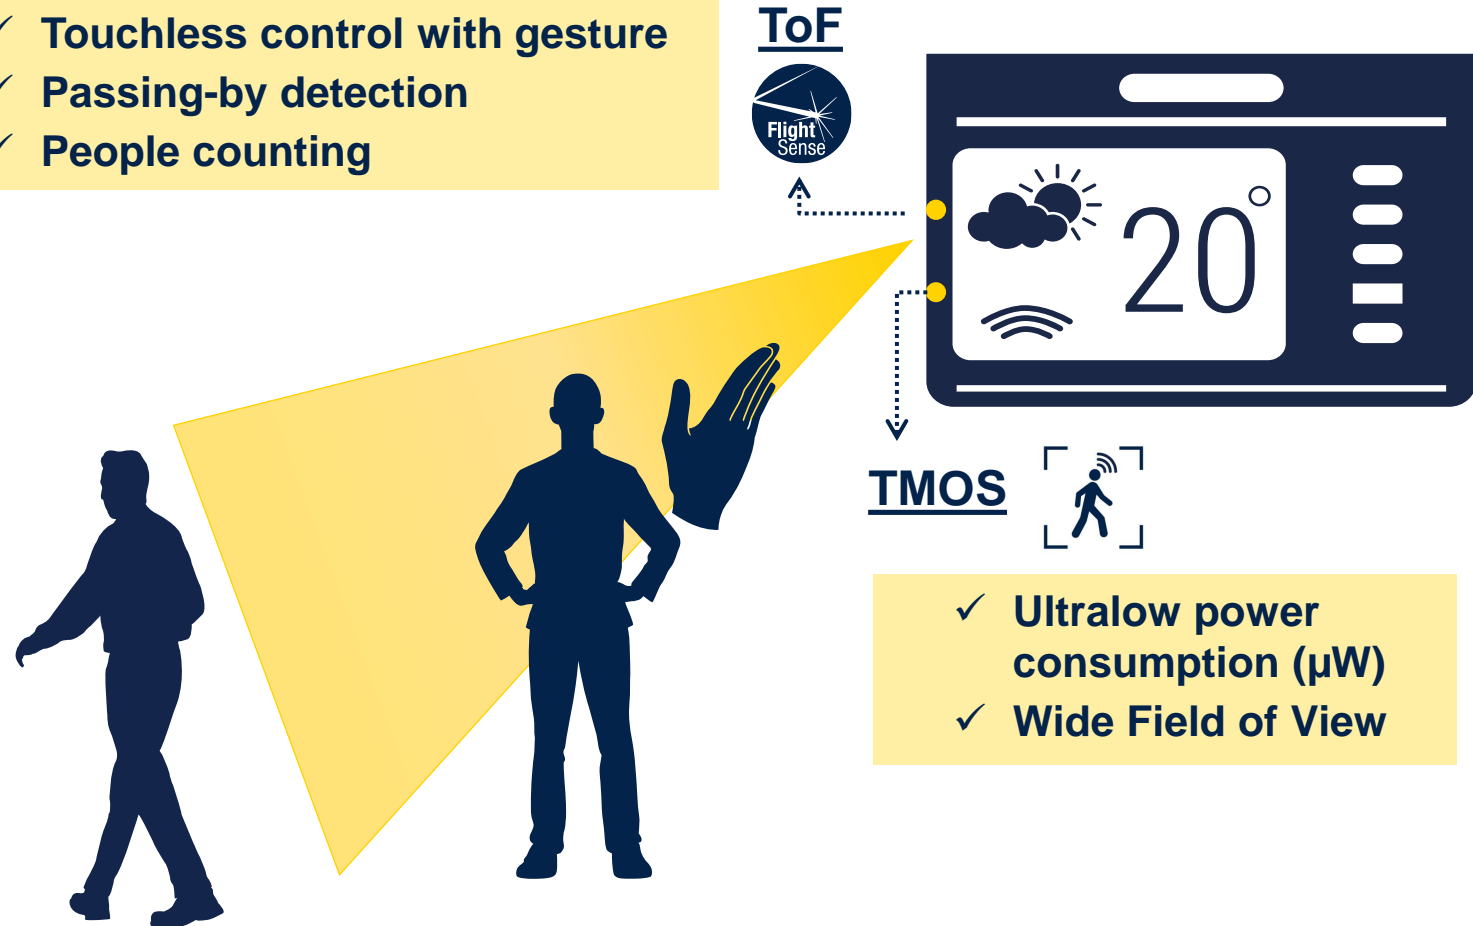 ✓ Touchless control with gesture
✓ Passing-by detection
✓ People counting
ToF
Flight
Sense
20°
TMOS
✓ Ultralow power
consumption (µW)
✓ Wide Field of View